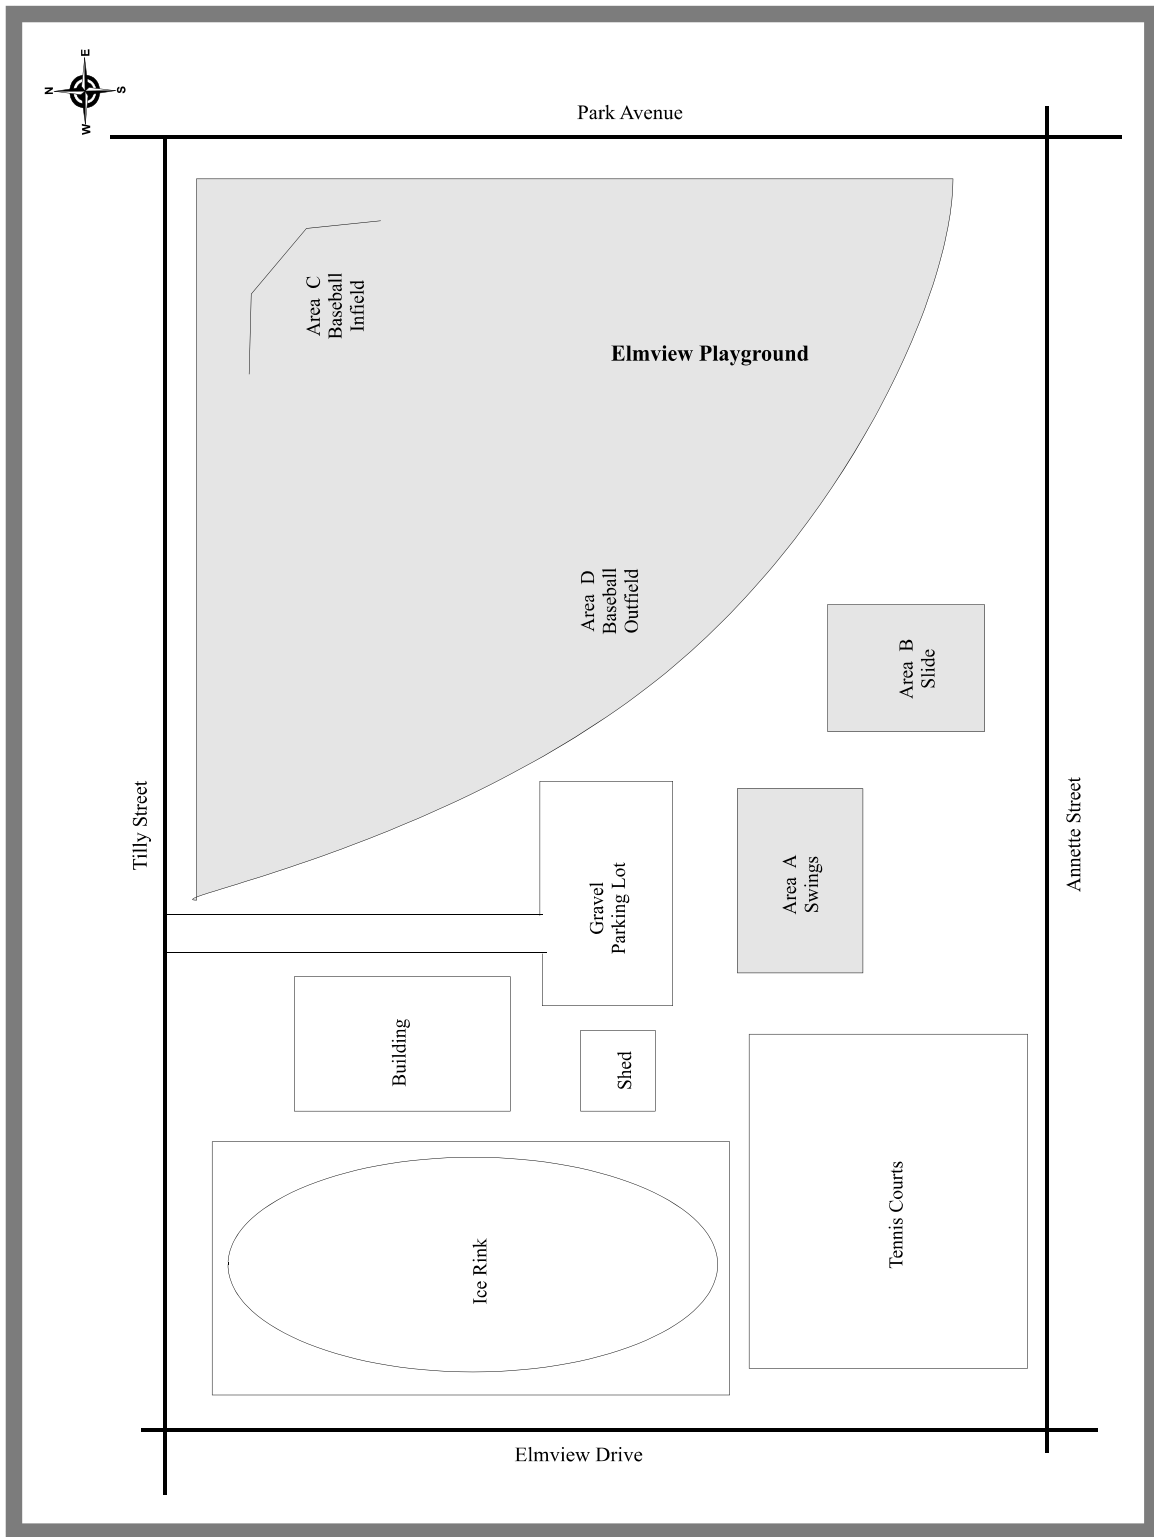 E
N
S
W
Park Avenue
Area C
Baseball
Infield
Elmview Playground
Area D
Baseball
Outfield
Area B
Slide
Tilly Street
Annette Street
Area A
Swings
Gravel
Parking Lot
Building
Shed
Tennis Courts
Ice Rink
Elmview Drive